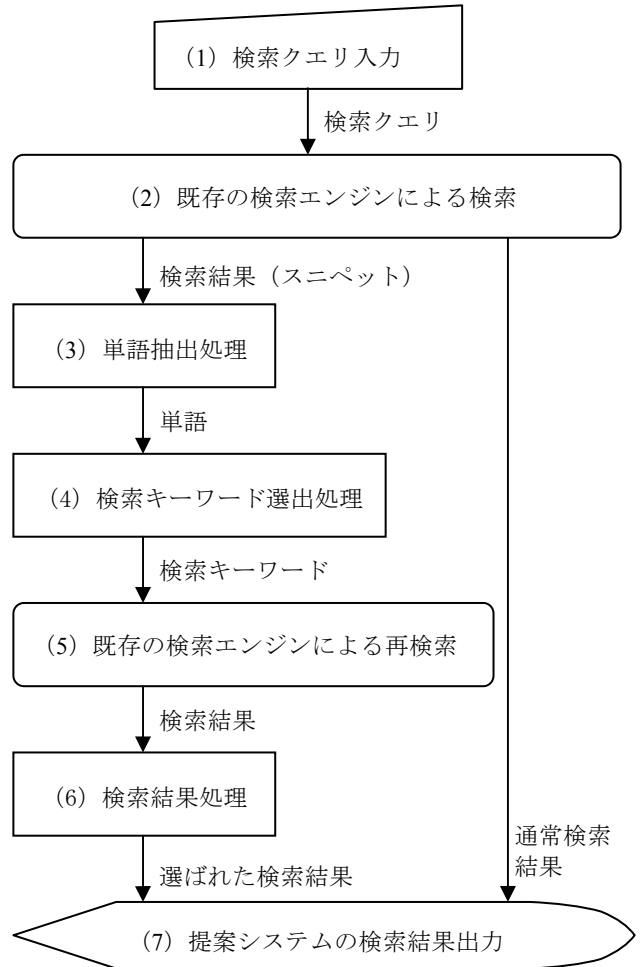 （1）検索クエリ入力
検索クエリ
（2）既存の検索エンジンによる検索
検索結果（スニペット）
（3）単語抽出処理
単語
（4）検索キーワード選出処理
検索キーワード
（5）既存の検索エンジンによる再検索
検索結果
（6）検索結果処理
通常検索
結果
選ばれた検索結果
（7）提案システムの検索結果出力